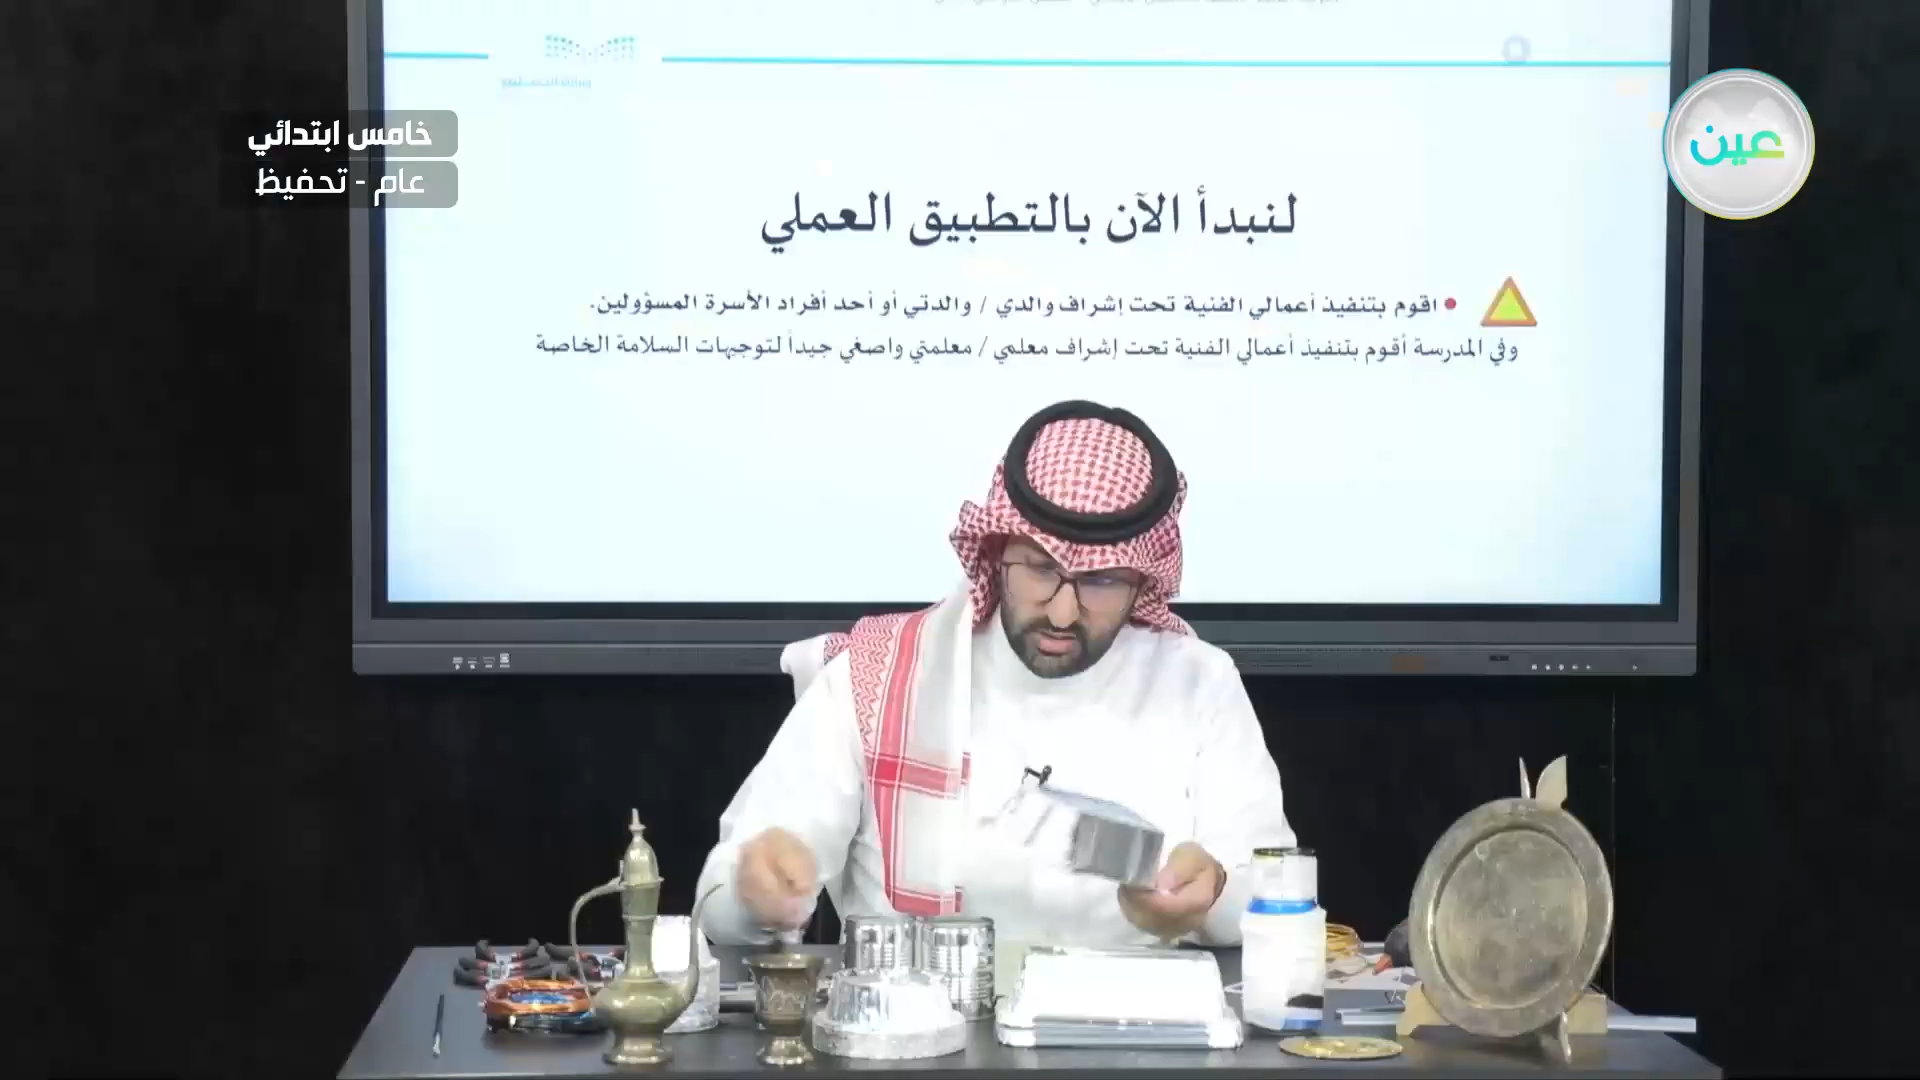 خامس ابتدائي
عام - تحفيظ
عين
لنبدأ الآن بالتطبيق العملي
• اقوم بتنفيذ أعمالي الفنية تحت إشراف والدي / والدتي أو أحد أفراد الأسرة المسؤولين.
وفي المدرسة أقوم بتنفيذ أعمالي الفنية تحت إشراف معلمي / معلمتي واصغي جيداً لتوجيهات السلامة الخاصة